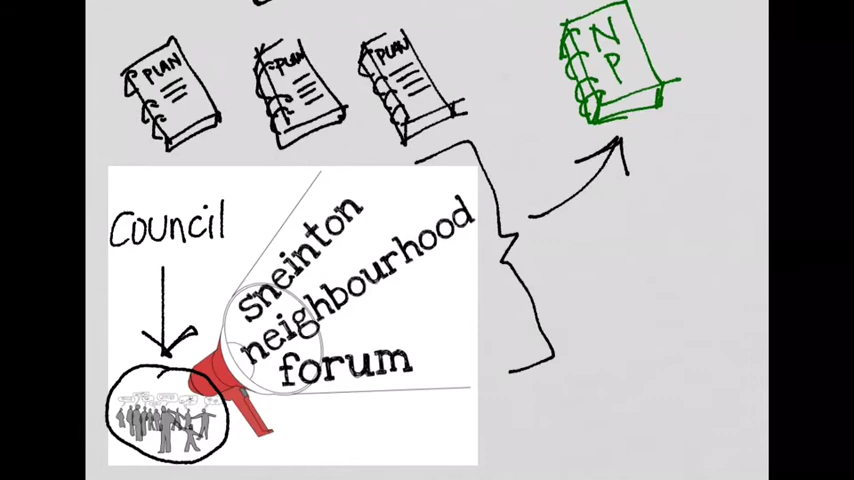 PLAN
PLAN
PLAN
N
P
Council
sneinton
neighbourhood
forum